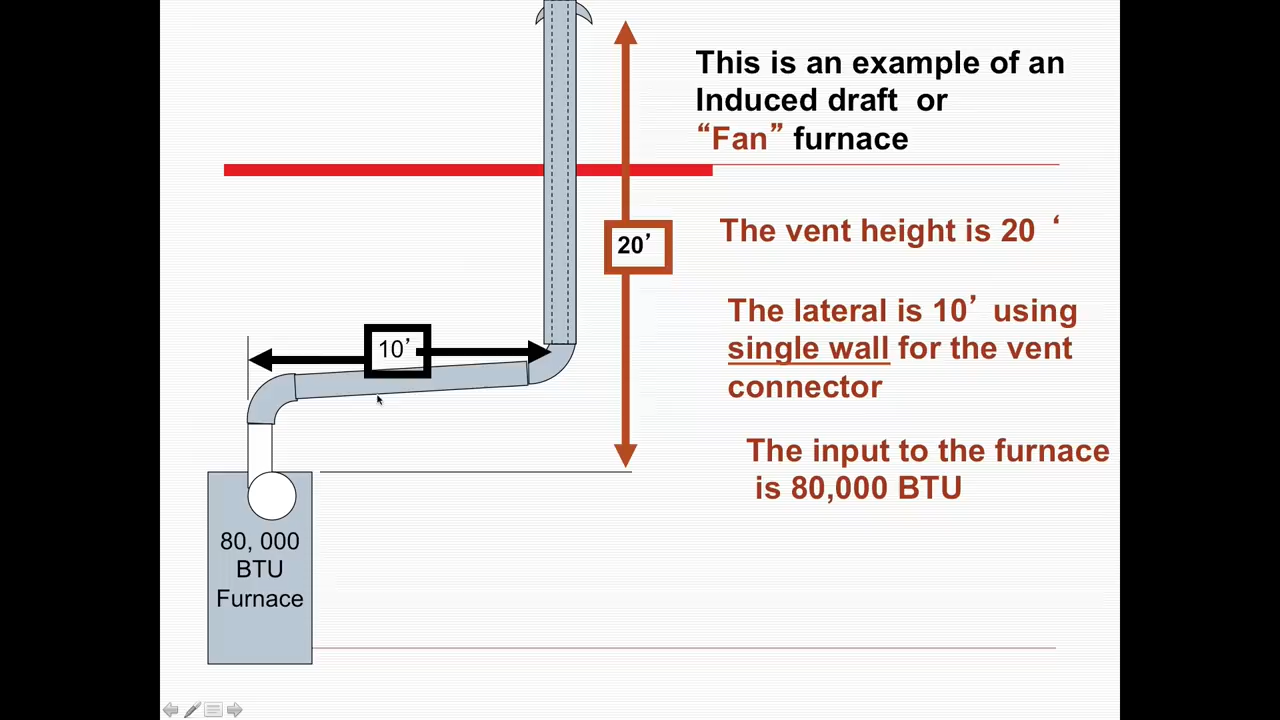 This is an example of an
Induced draft or
“Fan” furnace
20’
The vent height is 20 ‘
The lateral is 10’ using
single wall for the vent
connector
10’
The input to the furnace
is 80,000 BTU
80, 000
BTU
Furnace